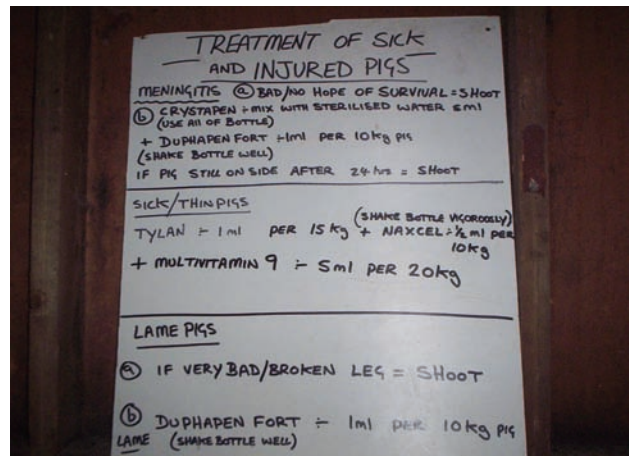 TREATMENT OF SICK
AND INJURED PIGS
MENINGITIS ⓐ BAD/NO HOPE OF SURVIVAL = SHOOT
ⓑ CRYSTAPEN ÷ MIX WITH STERILISED WATER 5ml
(USE All OF BOTTLE)
+ DUPHAPEN FORT ÷ 1ml PER 10kg PIG
(SHAKE BOTTLE WELL)
IF PIG STILL ON SIDE AFTER 24 hrs = SHOOT
SICK/THIN PIGS
(SHAKE BOTTLE VIGOROUSLY)
TYLAN ÷ 1ml PER 15kg + NAXCEL ÷ ½ ml PER
10kg
+ MULTIVITAMIN 9 ÷ 5ml PER 20kg
LAME PIGS
ⓐ IF VERY BAD/BROKEN LEG = SHOOT
ⓑ DUPHAPEN FORT ÷ 1ml PER 10kg PIG
LAME (SHAKE BOTTLE WELL)